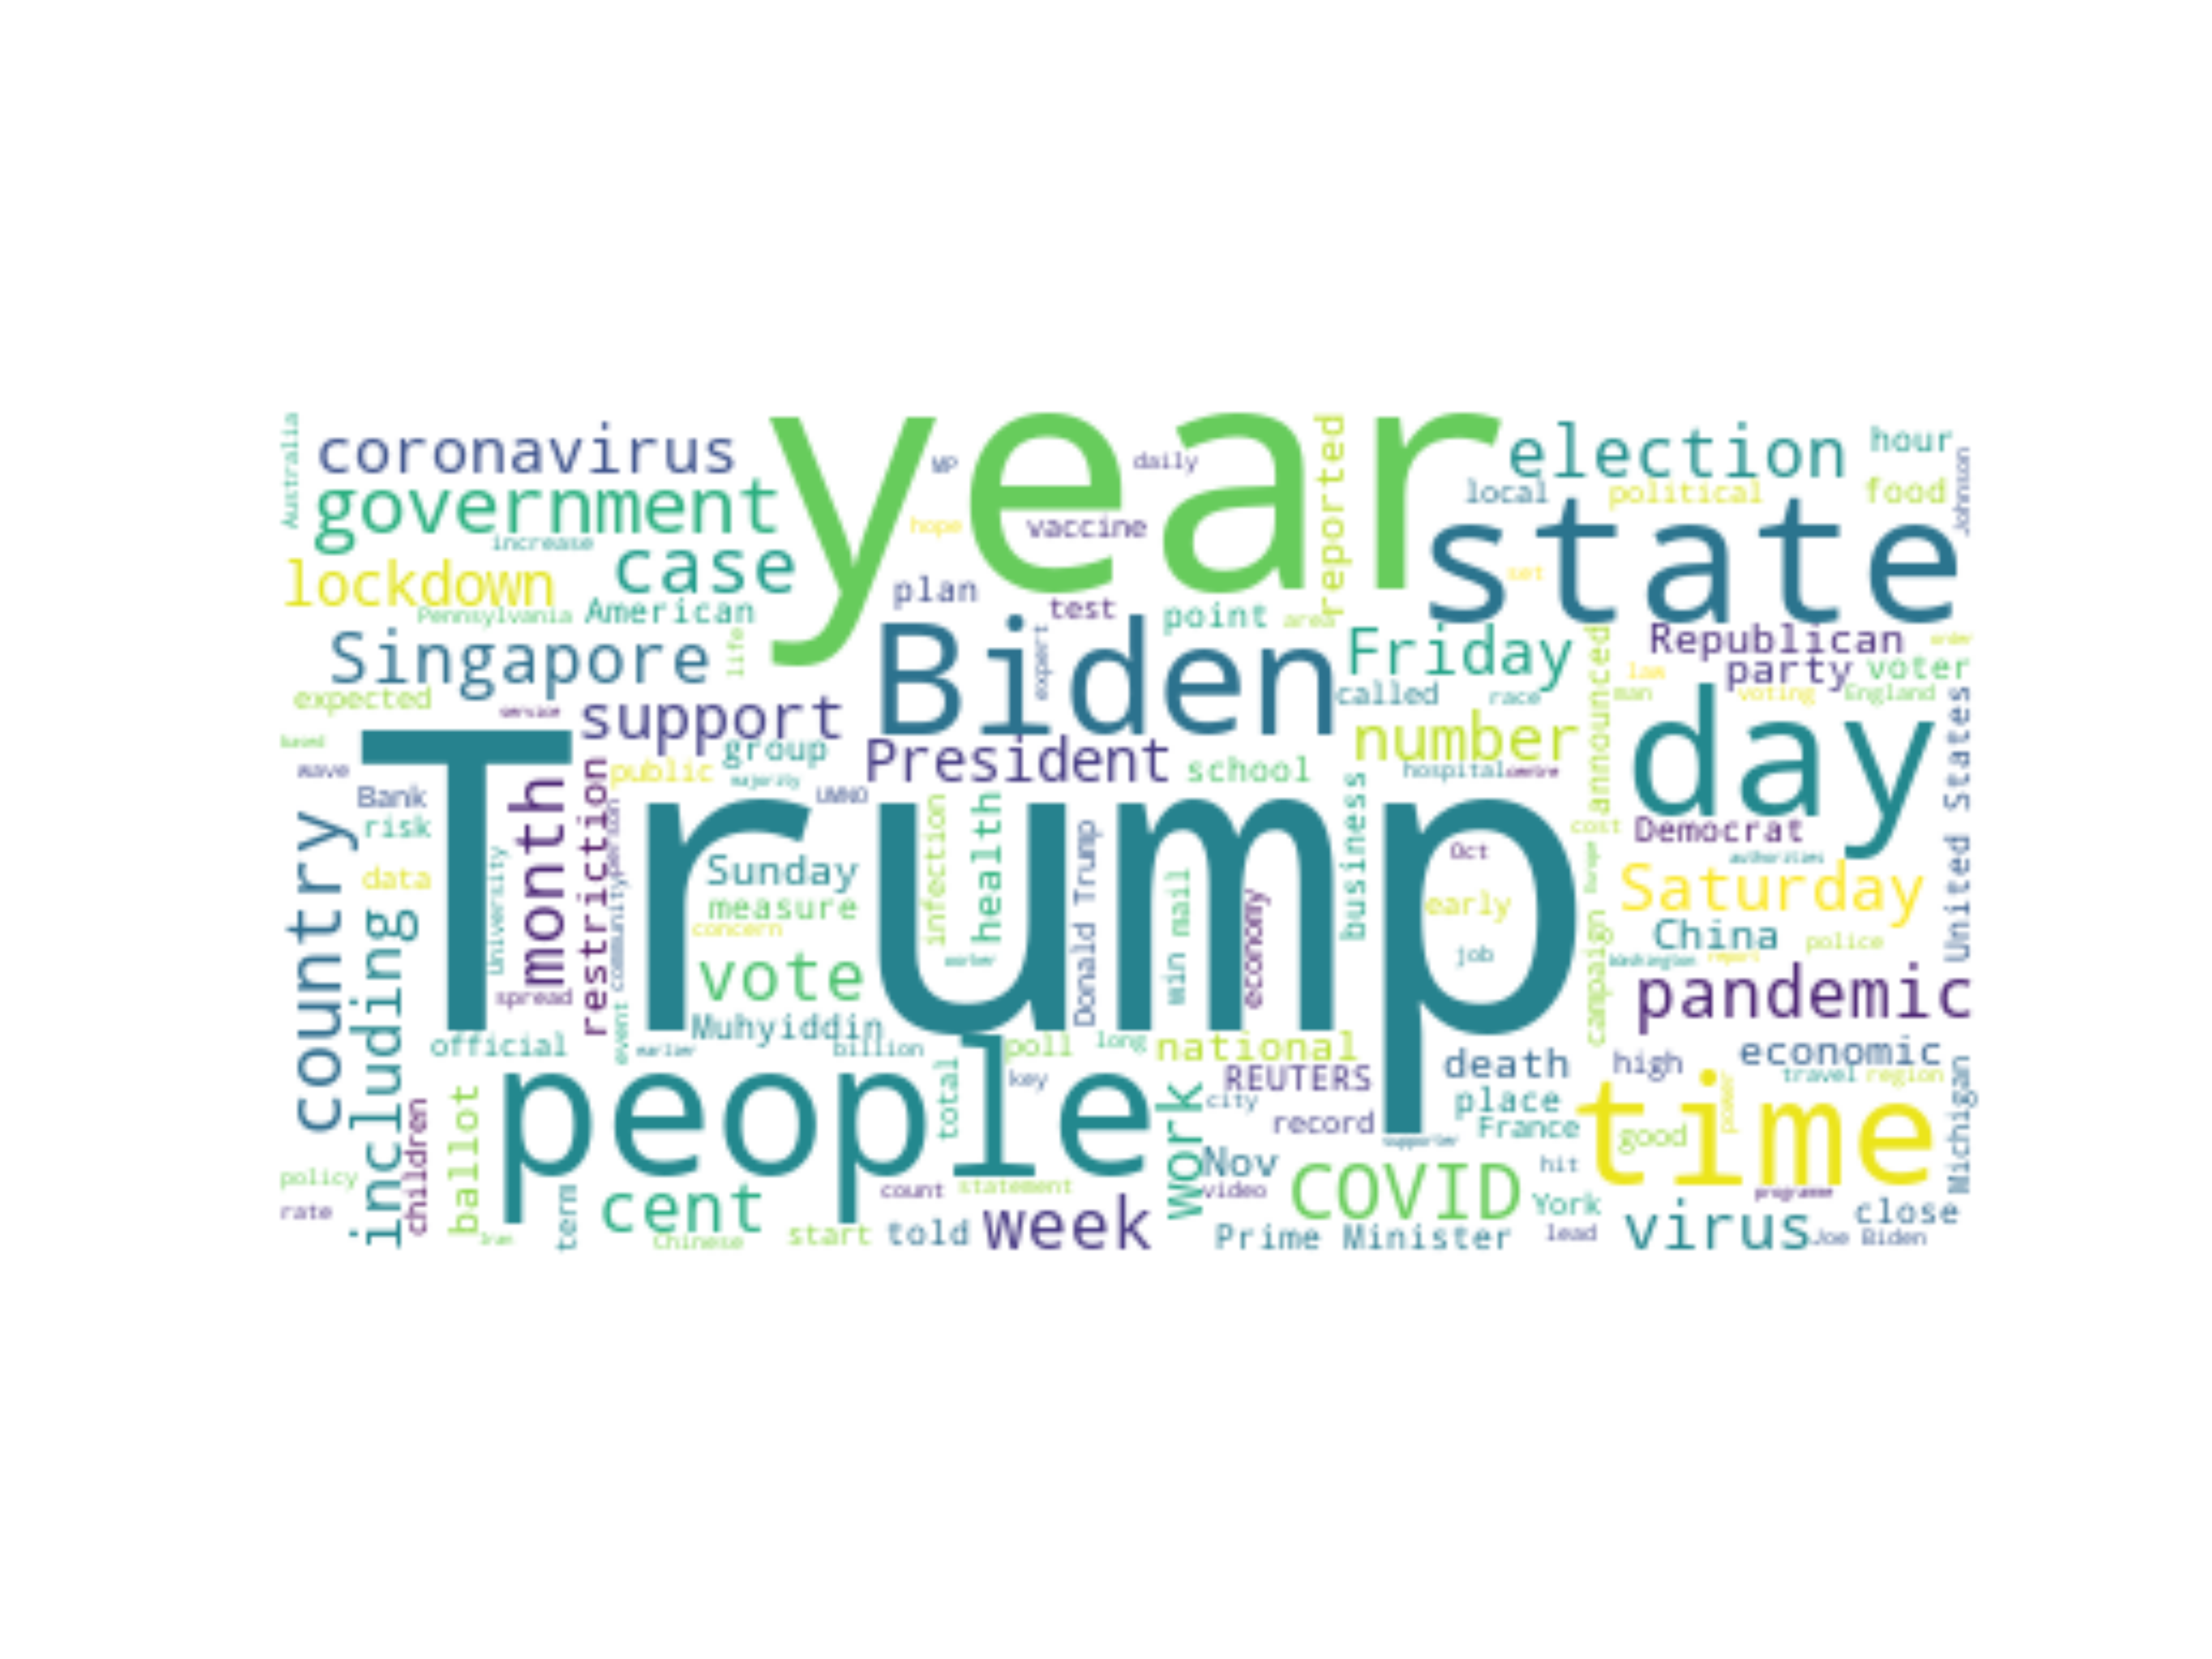 Australia
coronavirus
year
MP
daily
reported
election
hour
Johnson
government
increase
hope
vaccine
local
political
food
lockdown
case
plan
test
state
set
Pennsylvania
American
point
area
Singapore
life
Biden
expert
Friday
announced
Republican
order
expected
service
support
called
race
law
party
voter
man
voting
England
United States
based
group
President
school
number
hospital
centre
day
wave
Trump
month
restriction
public
majority
UMNO
business
Bank
risk
country
data
including
University
community
person
Sunday
measure
concern
infection
health
worker
Donald Trump
win
mail
economy
Oct
early
job
cost
Europe
Democrat
authorities
Saturday
campaign
China
police
Washington
report
pandemic
spread
vote
event
Muhyiddin
official
earlier
billion
poll
long
national
death
high
economic
travel
region
Michigan
children
ballot
people
total
key
work
REUTERS
city
record
place
France
supporter
time
good
power
policy
rate
term
cent
count
statement
Nov
video
COVID
hit
York
programme
Iran
Chinese
start
told
week
Prime Minister
lead
virus
close
Joe Biden